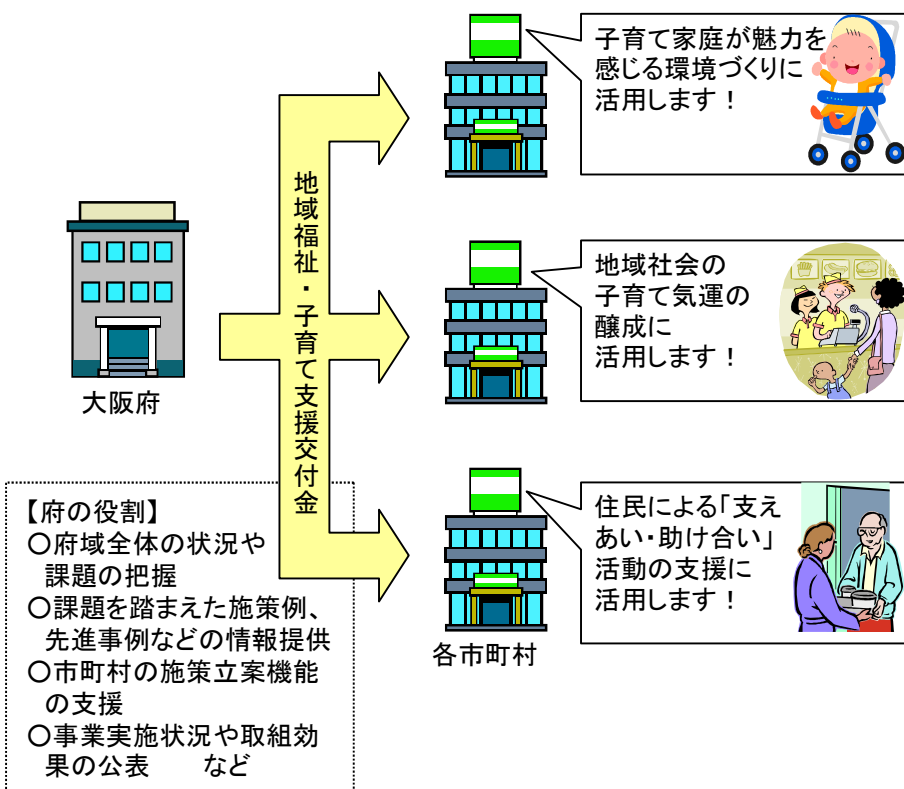 子育て家庭が魅力を
感じる環境づくりに
活用します！
地域福祉・子育て支援交付金
大阪府
地域社会の
子育て気運の
醸成に
活用します！
【府の役割】
○府域全体の状況や
課題の把握
○課題を踏まえた施策例、
先進事例などの情報提供
○市町村の施策立案機能
の支援
○事業実施状況や取組効
果の公表　　など
住民による「支え
あい・助け合い」
活動の支援に
活用します！
各市町村